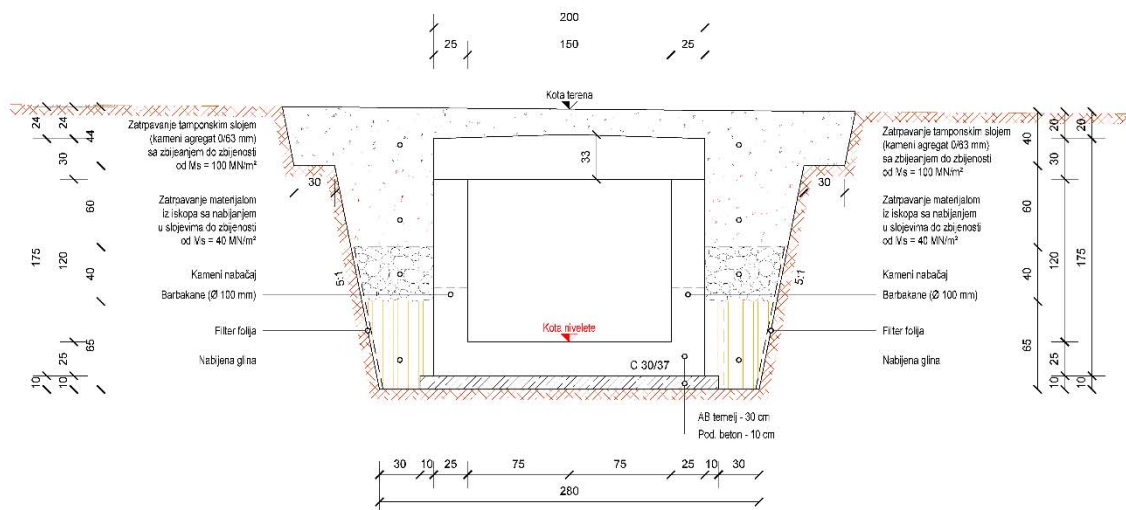 200
25 150 25
Kota terena
24 24 44
Zatrpavanje tamponskim slojem
(kameni agregat 0/63 mm)
sa zbijeanjem do zbijenosti
od Ms = 100 MN/m²
30
30
33
Zatrpavanje tamponskim slojem
(kameni agregat 0/63 mm)
sa zbijeanjem do zbijenosti
od Ms = 100 MN/m²
30
40
30
20 20
Zatrpavanje materijalom
iz iskopa sa nabijanjem
u slojevima do zbijenosti
od Ms = 40 MN/m²
60
Zatrpavanje materijalom
iz iskopa sa nabijanjem
u slojevima do zbijenosti
od Ms = 40 MN/m²
60
175 120 40
Kameni nabačaj
5:1
5:1
Kameni nabačaj
40 120 175
Barbakane (Ø 100 mm)
Barbakane (Ø 100 mm)
Filter folija
Kota nivelete
Filter folija
65
25
Nabijena glina
C 30/37
Nabijena glina
65
25
10 10
10 10
AB temelj - 30 cm
Pod. beton - 10 cm
30 10 25 75 75 25 10 30
280